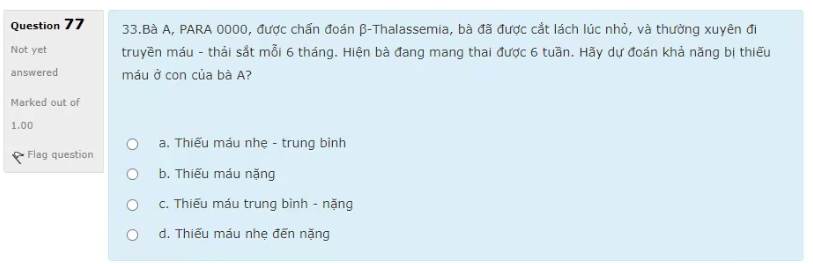 Question 77
Not yet
answered
Marked out of
1.00
Flag question
33.Bà A, PARA 0000, được chẩn đoán β-Thalassemia, bà đã được cắt lách lúc nhỏ, và thường xuyên đi
truyền máu - thải sắt mỗi 6 tháng. Hiện bà đang mang thai được 6 tuần. Hãy dự đoán khả năng bị thiếu
máu ở con của bà A?
a. Thiếu máu nhẹ - trung bình
b. Thiếu máu nặng
c. Thiếu máu trung bình - nặng
d. Thiếu máu nhẹ đến nặng